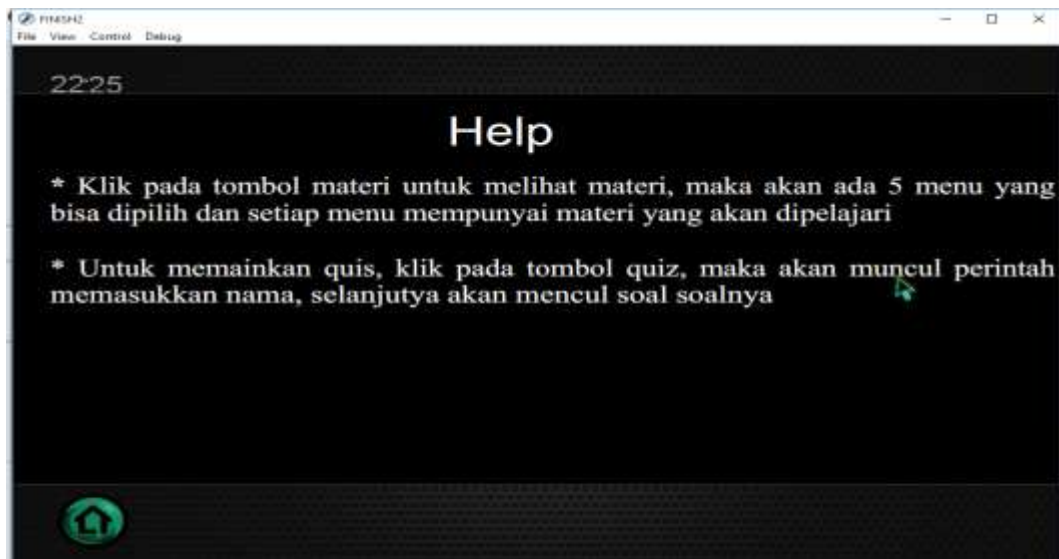 FINISH2
File View Control Debug
22:25
Help
* Klik pada tombol materi untuk melihat materi, maka akan ada 5 menu yang
bisa dipilih dan setiap menu mempunyai materi yang akan dipelajari
* Untuk memainkan quis, klik pada tombol quiz, maka akan muncul perintah
memasukkan nama, selanjutya akan mencul soal soalnya